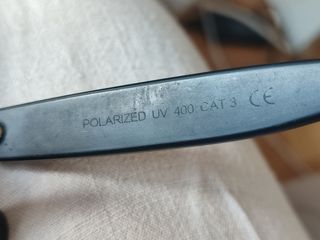 POLARIZED UV 400 CAT 3 CE